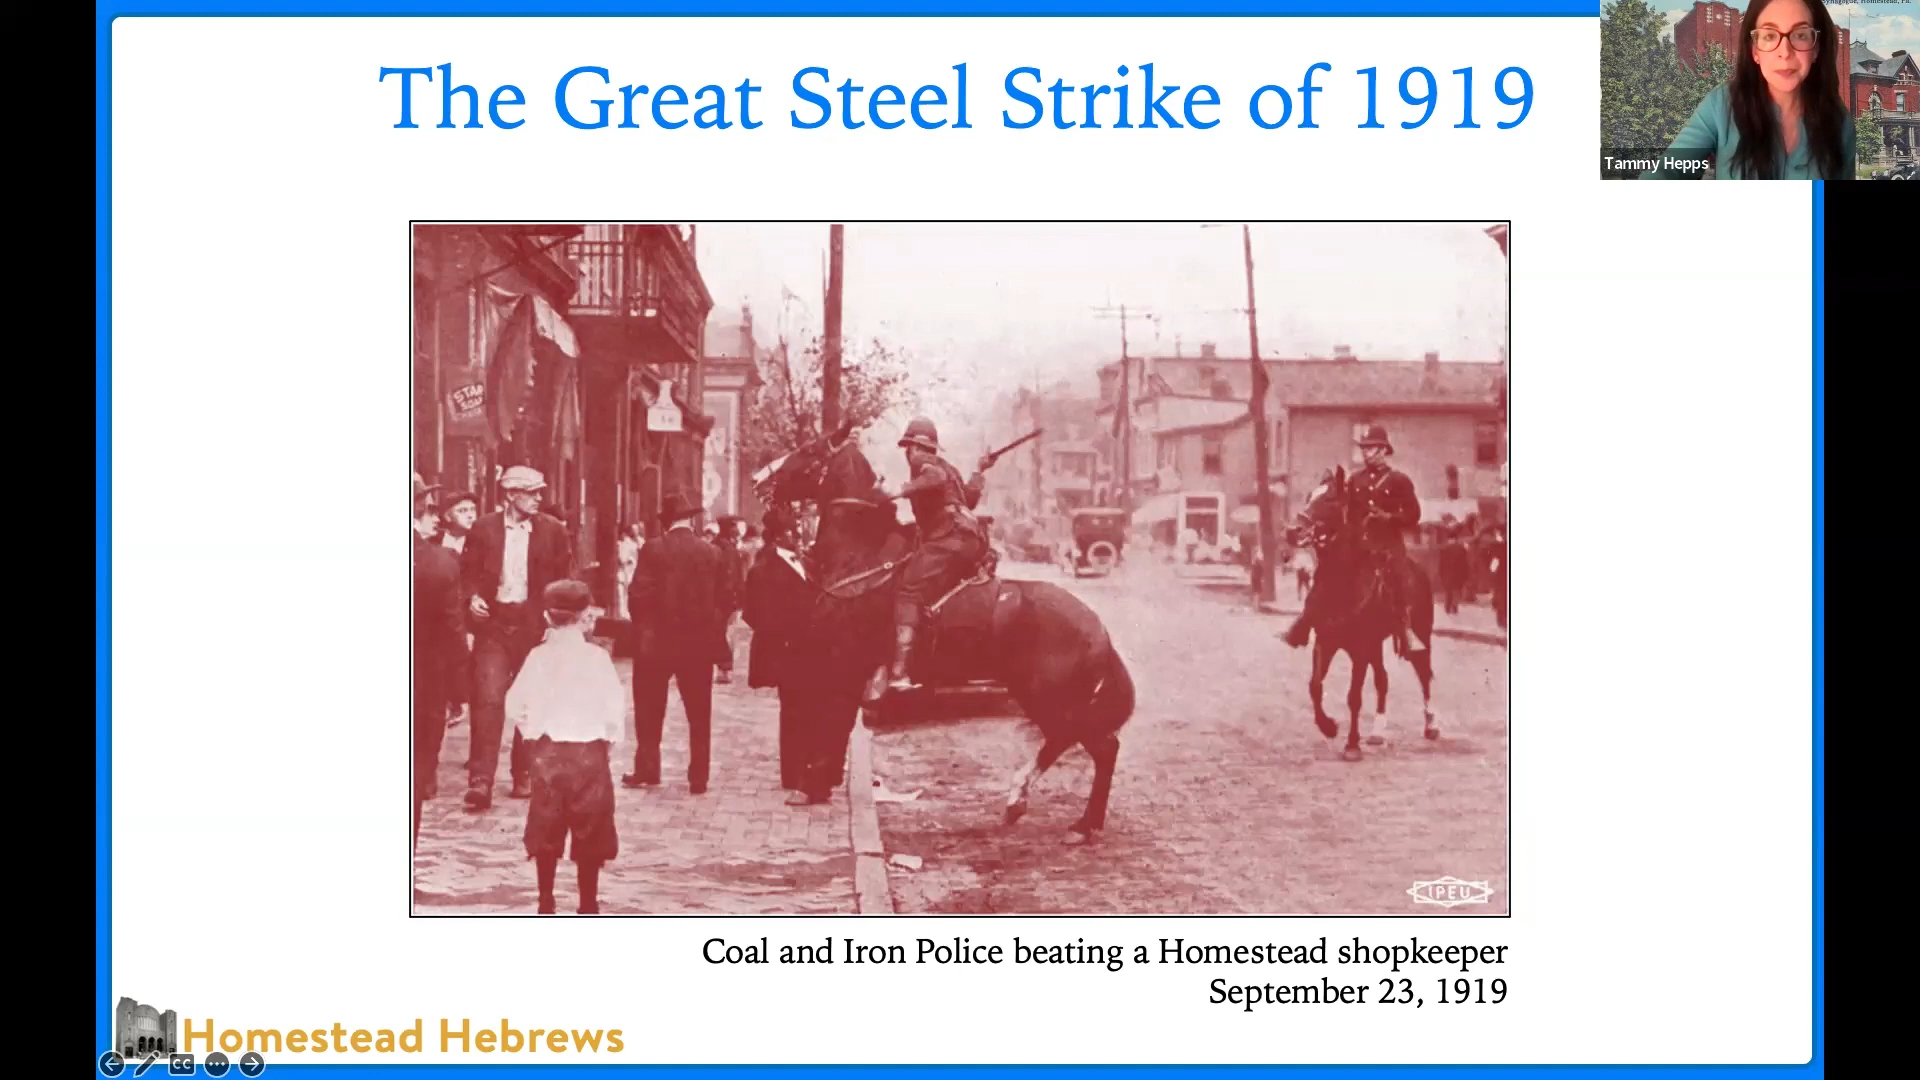 The Great Steel Strike of 1919
Tammy Hepps
STAR
IPEU
Coal and Iron Police beating a Homestead shopkeeper
September 23, 1919
Homestead Hebrews
CC